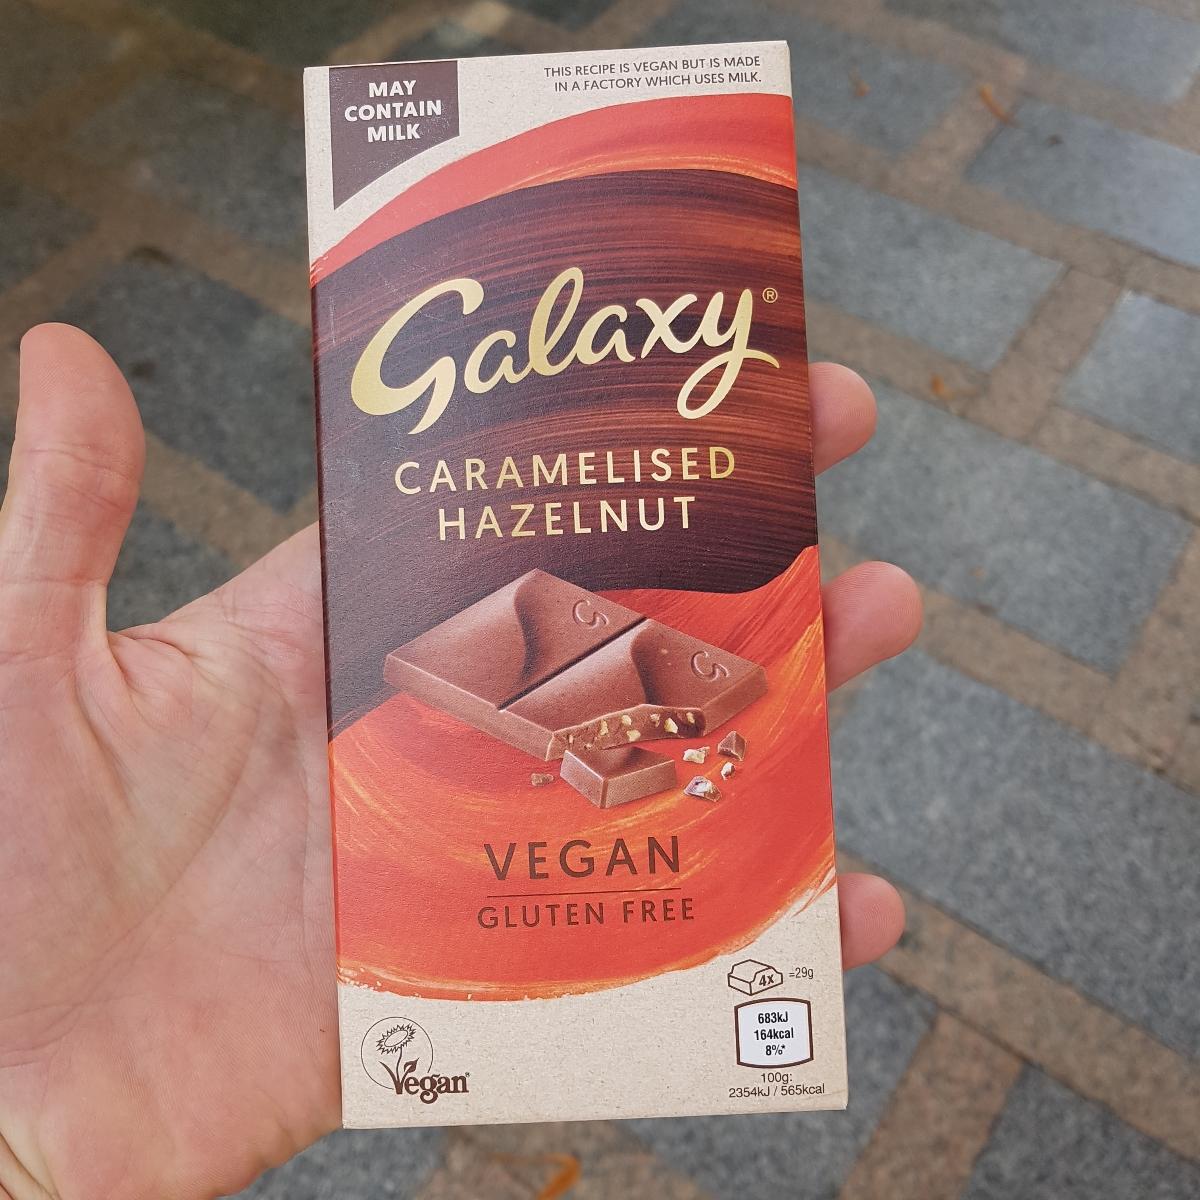 MAY
CONTAIN
MILK
THIS RECIPE IS VEGAN BUT IS MADE
IN A FACTORY WHICH USES MILK.
Galaxy®
CARAMELISED
HAZELNUT
VEGAN
GLUTEN FREE
4x =29g
683kJ
164kcal
8%*
100g:
2354kJ / 565kcal
Vegan